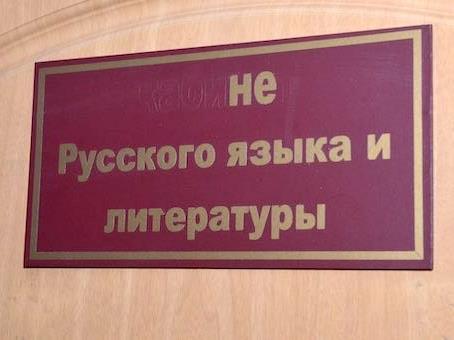 не
Русского языка и
литературы